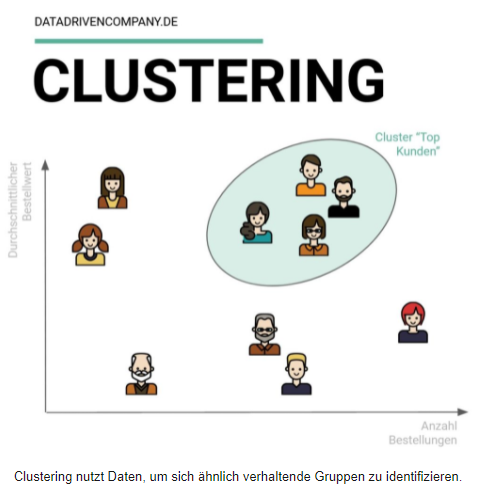 DATADRIVENCOMPANY.DE
CLUSTERING
Cluster “Top
Kunden”
Durchschnittlicher
Bestellwert
Anzahl
Bestellungen
Clustering nutzt Daten, um sich ähnlich verhaltende Gruppen zu identifizieren.